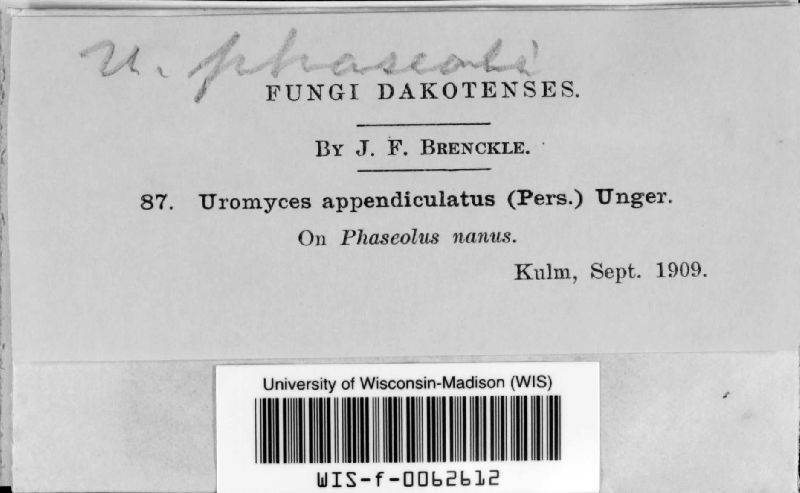 U. phaseoli
FUNGI DAKOTENSES.
BY J. F. BRENCKLE.
87. Uromyces appendiculatus (Pers.) Unger.
On Phaseolus nanus.
Kulm, Sept. 1909.
University of Wisconsin-Madison (WIS)
WIS-f-0062612